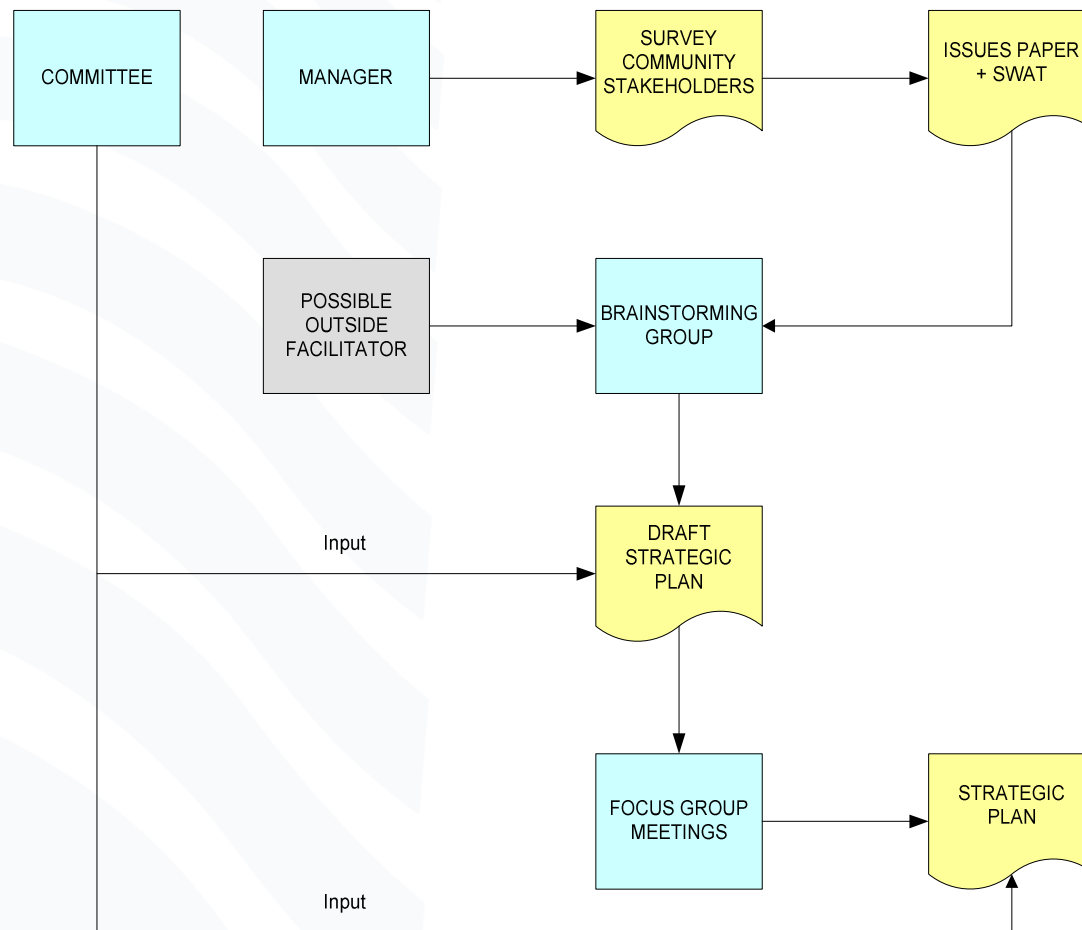 COMMITTEE
MANAGER
SURVEY
COMMUNITY
STAKEHOLDERS
ISSUES PAPER
+ SWAT
POSSIBLE
OUTSIDE
FACILITATOR
BRAINSTORMING
GROUP
Input
DRAFT
STRATEGIC
PLAN
FOCUS GROUP
MEETINGS
STRATEGIC
PLAN
Input